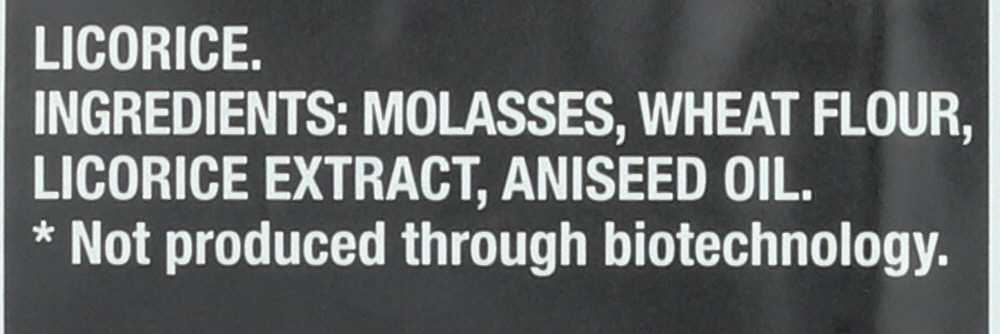 LICORICE.
INGREDIENTS: MOLASSES, WHEAT FLOUR,
LICORICE EXTRACT, ANISEED OIL.
* Not produced through biotechnology.